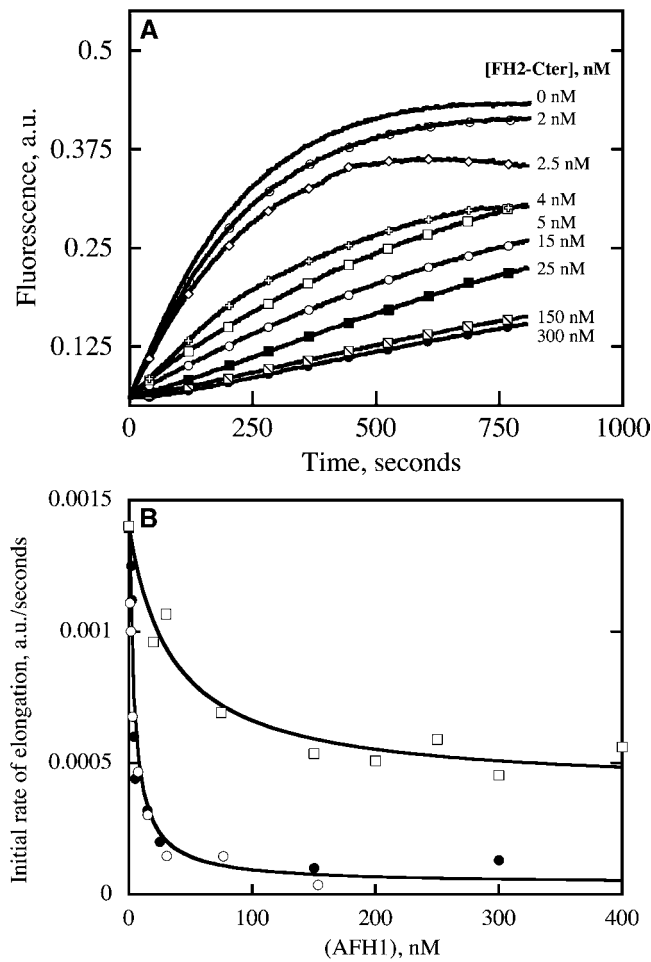 A
0.5
[FH2-Cter], nM
0 nM
2 nM
0.375
2.5 nM
4 nM
5 nM
0.25
15 nM
25 nM
0.125
150 nM
300 nM
Fluorescence, a.u.
0 250 500 750 1000
Time, seconds
B
0.0015
0.001
0.0005
0
Initial rate of elongation, a.u./seconds
0 100 200 300 400
(AFH1), nM